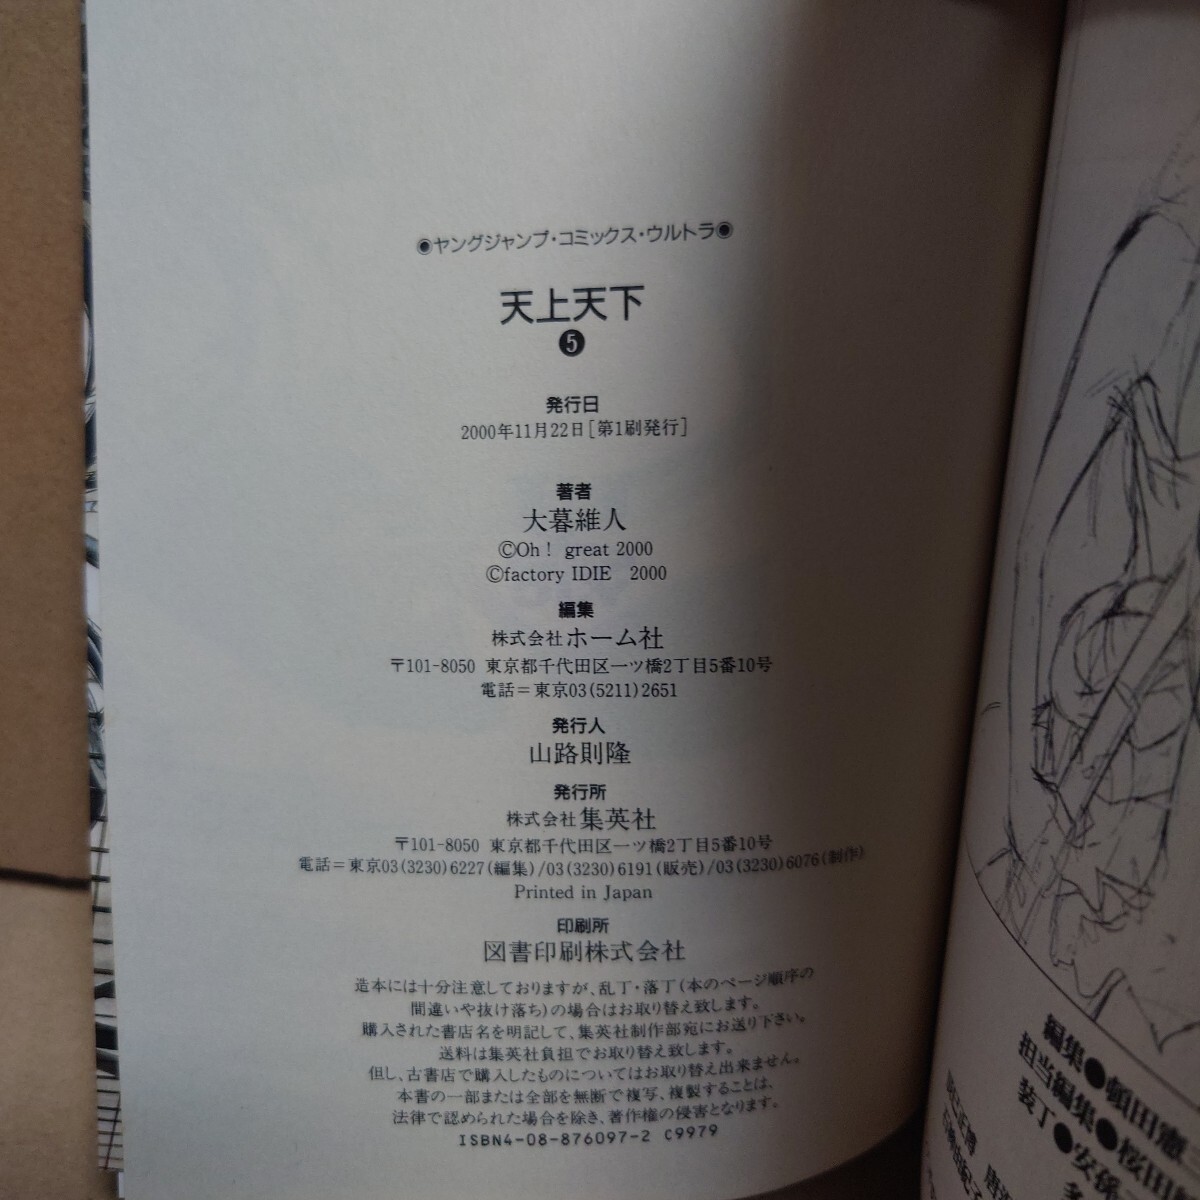 ◉ヤングジャンプ・コミックス・ウルトラ◉
天上天下
❺
発行日
2000年11月22日[第1刷発行]
著者
大暮維人
©Oh！ great 2000
©factory IDIE 2000
編集
株式会社ホーム社
〒101-8050 東京都千代田区一ツ橋2丁目5番10号
電話＝東京03(5211)2651
発行人
山路則隆
発行所
株式会社集英社
〒101-8050 東京都千代田区一ツ橋2丁目5番10号
電話＝東京03(3230)6227(編集)/03(3230)6191(販売)/03(3230)6076(制作)
Printed in Japan
印刷所
図書印刷株式会社
造本には十分注意しておりますが、乱丁・落丁(本のページ順序の
間違いや抜け落ち)の場合はお取り替え致します。
購入された書店名を明記して、集英社制作部宛にお送り下さい。
送料は集英社負担でお取り替え致します。
但し、古書店で購入したものについてはお取り替え出来ません。
本書の一部または全部を無断で複写、複製することは、
法律で認められた場合を除き、著作権の侵害となります。
ISBN4-08-876097-2 C9979
編集●頓田憲
担当編集●桜田
装丁●安孫